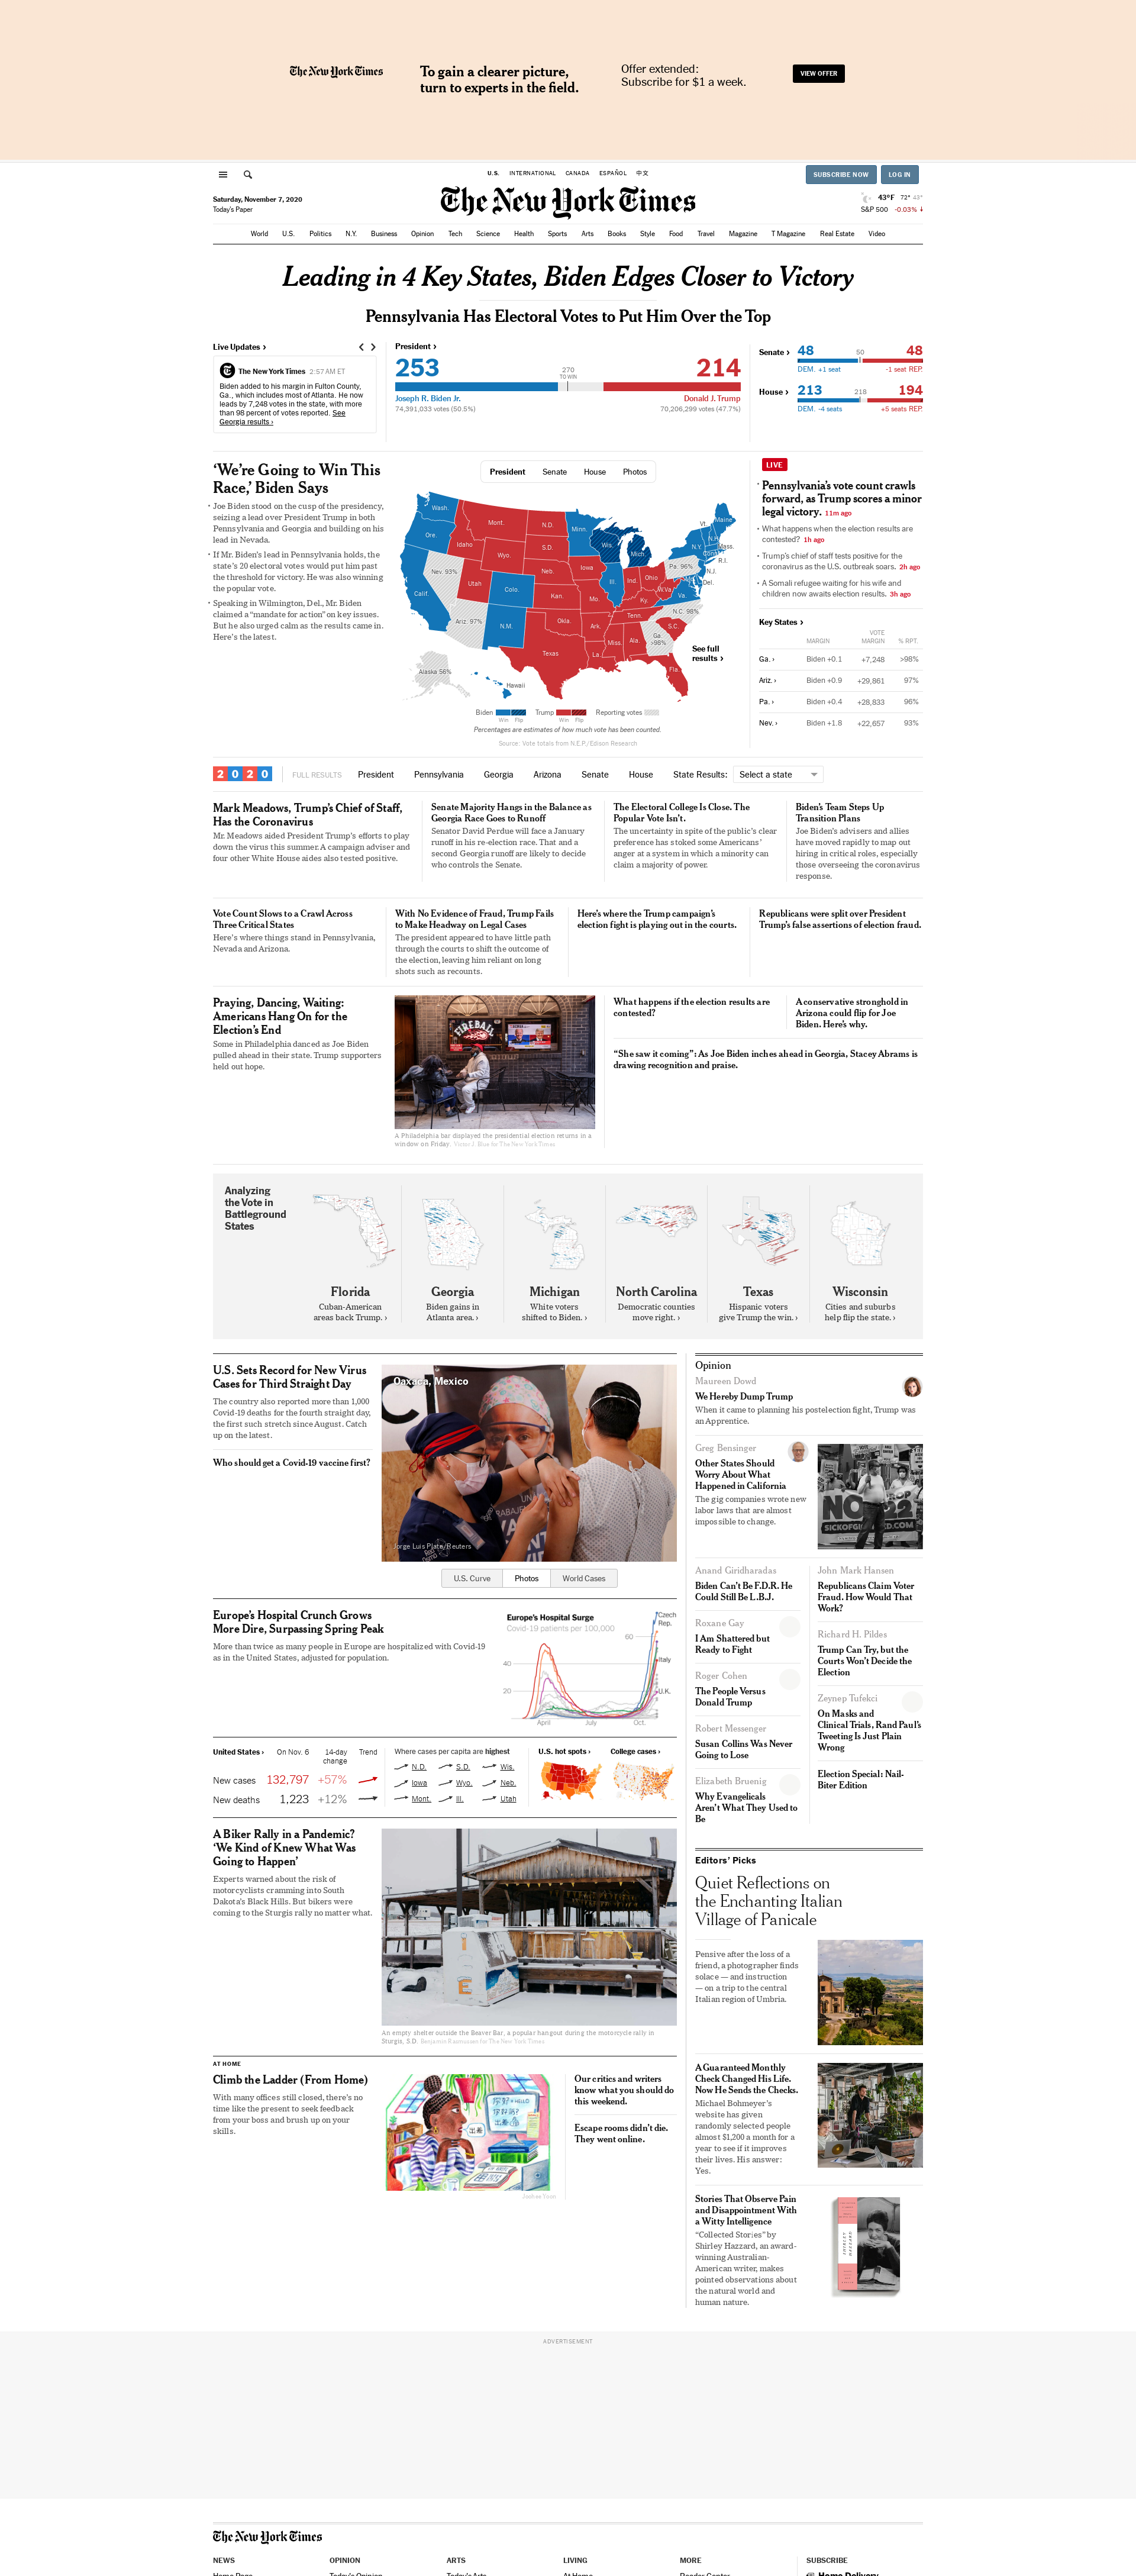 The New York Times
To gain a clearer picture,
turn to experts in the field.
Offer extended:
Subscribe for $1 a week.
VIEW OFFER
U.S.
INTERNATIONAL
CANADA
ESPAÑOL
中文
SUBSCRIBE NOW
LOG IN
Saturday, November 7, 2020
Today's Paper
The New York Times
43°F 72° 43°
S&P 500 -0.03%
World U.S. Politics N.Y. Business Opinion Tech Science Health Sports Arts Books Style Food Travel Magazine T Magazine Real Estate Video
Leading in 4 Key States, Biden Edges Closer to Victory
Pennsylvania Has Electoral Votes to Put Him Over the Top
Live Updates ›
The New York Times 2:57 AM ET
Biden added to his margin in Fulton County,
Ga., which includes most of Atlanta. He now
leads by 7,248 votes in the state, with more
than 98 percent of votes reported. See
Georgia results ›
President ›
253
270
TO WIN
214
Joseph R. Biden Jr.
Donald J. Trump
74,391,033 votes (50.5%)
70,206,299 votes (47.7%)
Senate ›
48 50 48
DEM. +1 seat
-1 seat REP.
House ›
213 218 194
DEM. -4 seats
+5 seats REP.
‘We’re Going to Win This
Race,’ Biden Says
Joe Biden stood on the cusp of the presidency,
seizing a lead over President Trump in both
Pennsylvania and Georgia and holding on his
lead in Nevada.
If Mr. Biden's lead in Pennsylvania holds, the
state's 20 electoral votes would put him past
the threshold for victory. He was also winning
the popular vote.
Speaking in Wilmington, Del., Mr. Biden
claimed a “mandate for action” on key issues.
But he also urged calm as the results came in.
Here's the latest.
President Senate House Photos
Wash.
Mont.
N.D.
Minn.
Vt.
Maine
Ore.
Idaho
Wyo.
S.D.
Wis.
Mich.
N.Y.
N.H.
Mass.
Conn.
R.I.
Nev. 93%
Utah
Colo.
Neb.
Iowa
Ill.
Ind.
Ohio
Pa. 96%
N.J.
Md.
Del.
Calif.
Kan.
Mo.
Ky.
W.Va.
Va.
Ariz. 97%
N.M.
Okla.
Ark.
Tenn.
N.C. 98%
S.C.
Texas
La.
Miss.
Ala.
Ga.
>98%
Fla.
Alaska 56%
Hawaii
See full
results ›
Biden
Win Flip
Trump
Win Flip
Reporting votes
Percentages are estimates of how much vote has been counted.
Source: Vote totals from N.E.P./Edison Research
LIVE
Pennsylvania’s vote count crawls
forward, as Trump scores a minor
legal victory. 11m ago
What happens when the election results are
contested? 1h ago
Trump's chief of staff tests positive for the
coronavirus as the U.S. outbreak soars. 2h ago
A Somali refugee waiting for his wife and
children now awaits election results. 3h ago
Key States ›
MARGIN
VOTE
MARGIN
% RPT.
Ga. › Biden +0.1 +7,248 >98%
Ariz. › Biden +0.9 +29,861 97%
Pa. › Biden +0.4 +28,833 96%
Nev. › Biden +1.8 +22,657 93%
2020
FULL RESULTS President Pennsylvania Georgia Arizona Senate House State Results: Select a state
Mark Meadows, Trump’s Chief of Staff,
Has the Coronavirus
Mr. Meadows aided President Trump's efforts to play
down the virus this summer. A campaign adviser and
four other White House aides also tested positive.
Senate Majority Hangs in the Balance as
Georgia Race Goes to Runoff
Senator David Perdue will face a January
runoff in his re-election race. That and a
second Georgia runoff are likely to decide
who controls the Senate.
The Electoral College Is Close. The
Popular Vote Isn’t.
The uncertainty in spite of the public's clear
preference has stoked some Americans'
anger at a system in which a minority can
claim a majority of power.
Biden’s Team Steps Up
Transition Plans
Joe Biden's advisers and allies
have moved rapidly to map out
hiring in critical roles, especially
those overseeing the coronavirus
response.
Vote Count Slows to a Crawl Across
Three Critical States
Here's where things stand in Pennsylvania,
Nevada and Arizona.
With No Evidence of Fraud, Trump Fails
to Make Headway on Legal Cases
The president appeared to have little path
through the courts to shift the outcome of
the election, leaving him reliant on long
shots such as recounts.
Here’s where the Trump campaign’s
election fight is playing out in the courts.
Republicans were split over President
Trump’s false assertions of election fraud.
Praying, Dancing, Waiting:
Americans Hang On for the
Election’s End
Some in Philadelphia danced as Joe Biden
pulled ahead in their state. Trump supporters
held out hope.
FIREBALL
A Philadelphia bar displayed the presidential election returns in a
window on Friday. Victor J. Blue for The New York Times
What happens if the election results are
contested?
A conservative stronghold in
Arizona could flip for Joe
Biden. Here’s why.
“She saw it coming”: As Joe Biden inches ahead in Georgia, Stacey Abrams is
drawing recognition and praise.
Analyzing
the Vote in
Battleground
States
Florida
Cuban-American
areas back Trump. ›
Georgia
Biden gains in
Atlanta area. ›
Michigan
White voters
shifted to Biden. ›
North Carolina
Democratic counties
move right. ›
Texas
Hispanic voters
give Trump the win. ›
Wisconsin
Cities and suburbs
help flip the state. ›
U.S. Sets Record for New Virus
Cases for Third Straight Day
The country also reported more than 1,000
Covid-19 deaths for the fourth straight day,
the first such stretch since August. Catch
up on the latest.
Who should get a Covid-19 vaccine first?
Oaxaca, Mexico
Jorge Luis Plata/Reuters
U.S. Curve Photos World Cases
Europe’s Hospital Crunch Grows
More Dire, Surpassing Spring Peak
More than twice as many people in Europe are hospitalized with Covid-19
as in the United States, adjusted for population.
Europe's Hospital Surge
Covid-19 patients per 100,000
Czech
Rep.
60
Italy
40
20
U.K.
April July Oct.
United States › On Nov. 6 14-day
change Trend
New cases 132,797 +57%
New deaths 1,223 +12%
Where cases per capita are highest
N.D. S.D. Wis.
Iowa Wyo. Neb.
Mont. Ill. Utah
U.S. hot spots ›
College cases ›
A Biker Rally in a Pandemic?
‘We Kind of Knew What Was
Going to Happen’
Experts warned about the risk of
motorcyclists cramming into South
Dakota's Black Hills. But bikers were
coming to the Sturgis rally no matter what.
An empty shelter outside the Beaver Bar, a popular hangout during the motorcycle rally in
Sturgis, S.D. Benjamin Rasmussen for The New York Times
AT HOME
Climb the Ladder (From Home)
With many offices still closed, there's no
time like the present to seek feedback
from your boss and brush up on your
skills.
Our critics and writers
know what you should do
this weekend.
Escape rooms didn’t die.
They went online.
Opinion
Maureen Dowd
We Hereby Dump Trump
When it came to planning his postelection fight, Trump was
an Apprentice.
Greg Bensinger
Other States Should
Worry About What
Happened in California
The gig companies wrote new
labor laws that are almost
impossible to change.
Anand Giridharadas
Biden Can’t Be F.D.R. He
Could Still Be L.B.J.
Roxane Gay
I Am Shattered but
Ready to Fight
Roger Cohen
The People Versus
Donald Trump
Robert Messenger
Susan Collins Was Never
Going to Lose
Elizabeth Bruenig
Why Evangelicals
Aren’t What They Used to
Be
John Mark Hansen
Republicans Claim Voter
Fraud. How Would That
Work?
Richard H. Pildes
Trump Can Try, but the
Courts Won’t Decide the
Election
Zeynep Tufekci
On Masks and
Clinical Trials, Rand Paul’s
Tweeting Is Just Plain
Wrong
Election Special: Nail-
Biter Edition
Editors’ Picks
Quiet Reflections on
the Enchanting Italian
Village of Panicale
Pensive after the loss of a
friend, a photographer finds
solace — and instruction
— on a trip to the central
Italian region of Umbria.
A Guaranteed Monthly
Check Changed His Life.
Now He Sends the Checks.
Michael Bohmeyer's
website has given
randomly selected people
almost $1,200 a month for a
year to see if it improves
their lives. His answer:
Yes.
Stories That Observe Pain
and Disappointment With
a Witty Intelligence
“Collected Stories” by
Shirley Hazzard, an award-
winning Australian-
American writer, makes
pointed observations about
the natural world and
human nature.
ADVERTISEMENT
The New York Times
NEWS OPINION ARTS LIVING MORE SUBSCRIBE
Home Page Today's Opinion Today's Arts At Home Reader Center Home Delivery